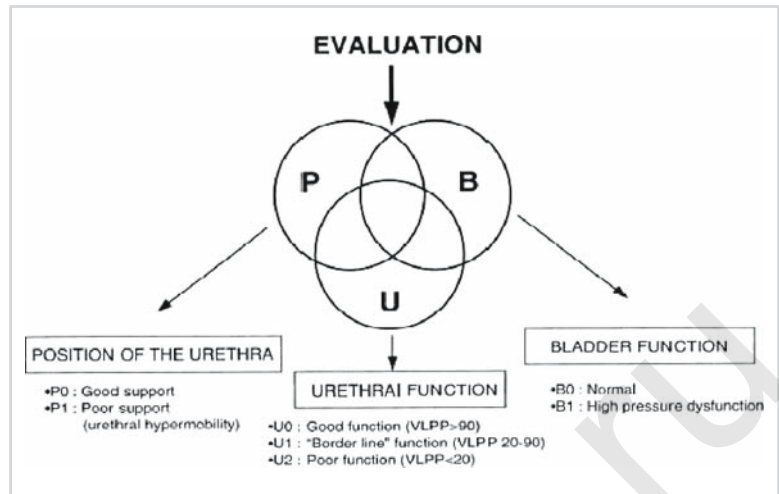 EVALUATION
P
B
U
POSITION OF THE URETHRA
•P0 : Good support
•P1 : Poor support
(urethral hypermobility)
URETHRAI FUNCTION
•U0 : Good function (VLPP>90)
•U1 : "Border line" function (VLPP 20-90)
•U2 : Poor function (VLPP<20)
BLADDER FUNCTION
•B0 : Normal
•B1 : High pressure dysfunction
ru